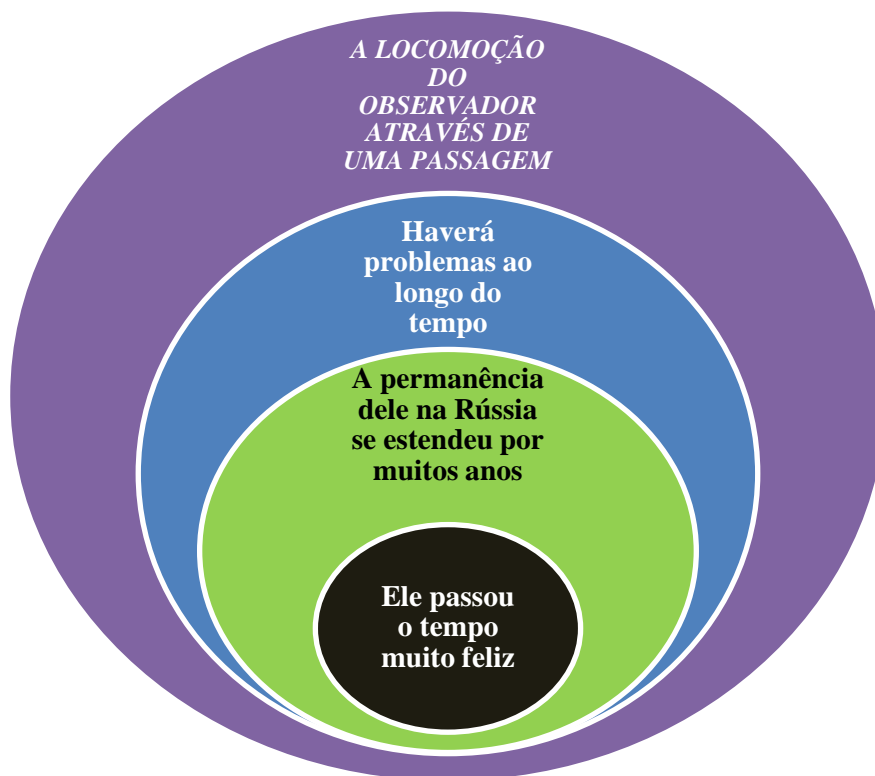 A LOCOMOÇÃO
DO
OBSERVADOR
ATRAVÉS DE
UMA PASSAGEM
Haverá
problemas ao
longo do
tempo
A permanência
dele na Rússia
se estendeu por
muitos anos
Ele passou
o tempo
muito feliz